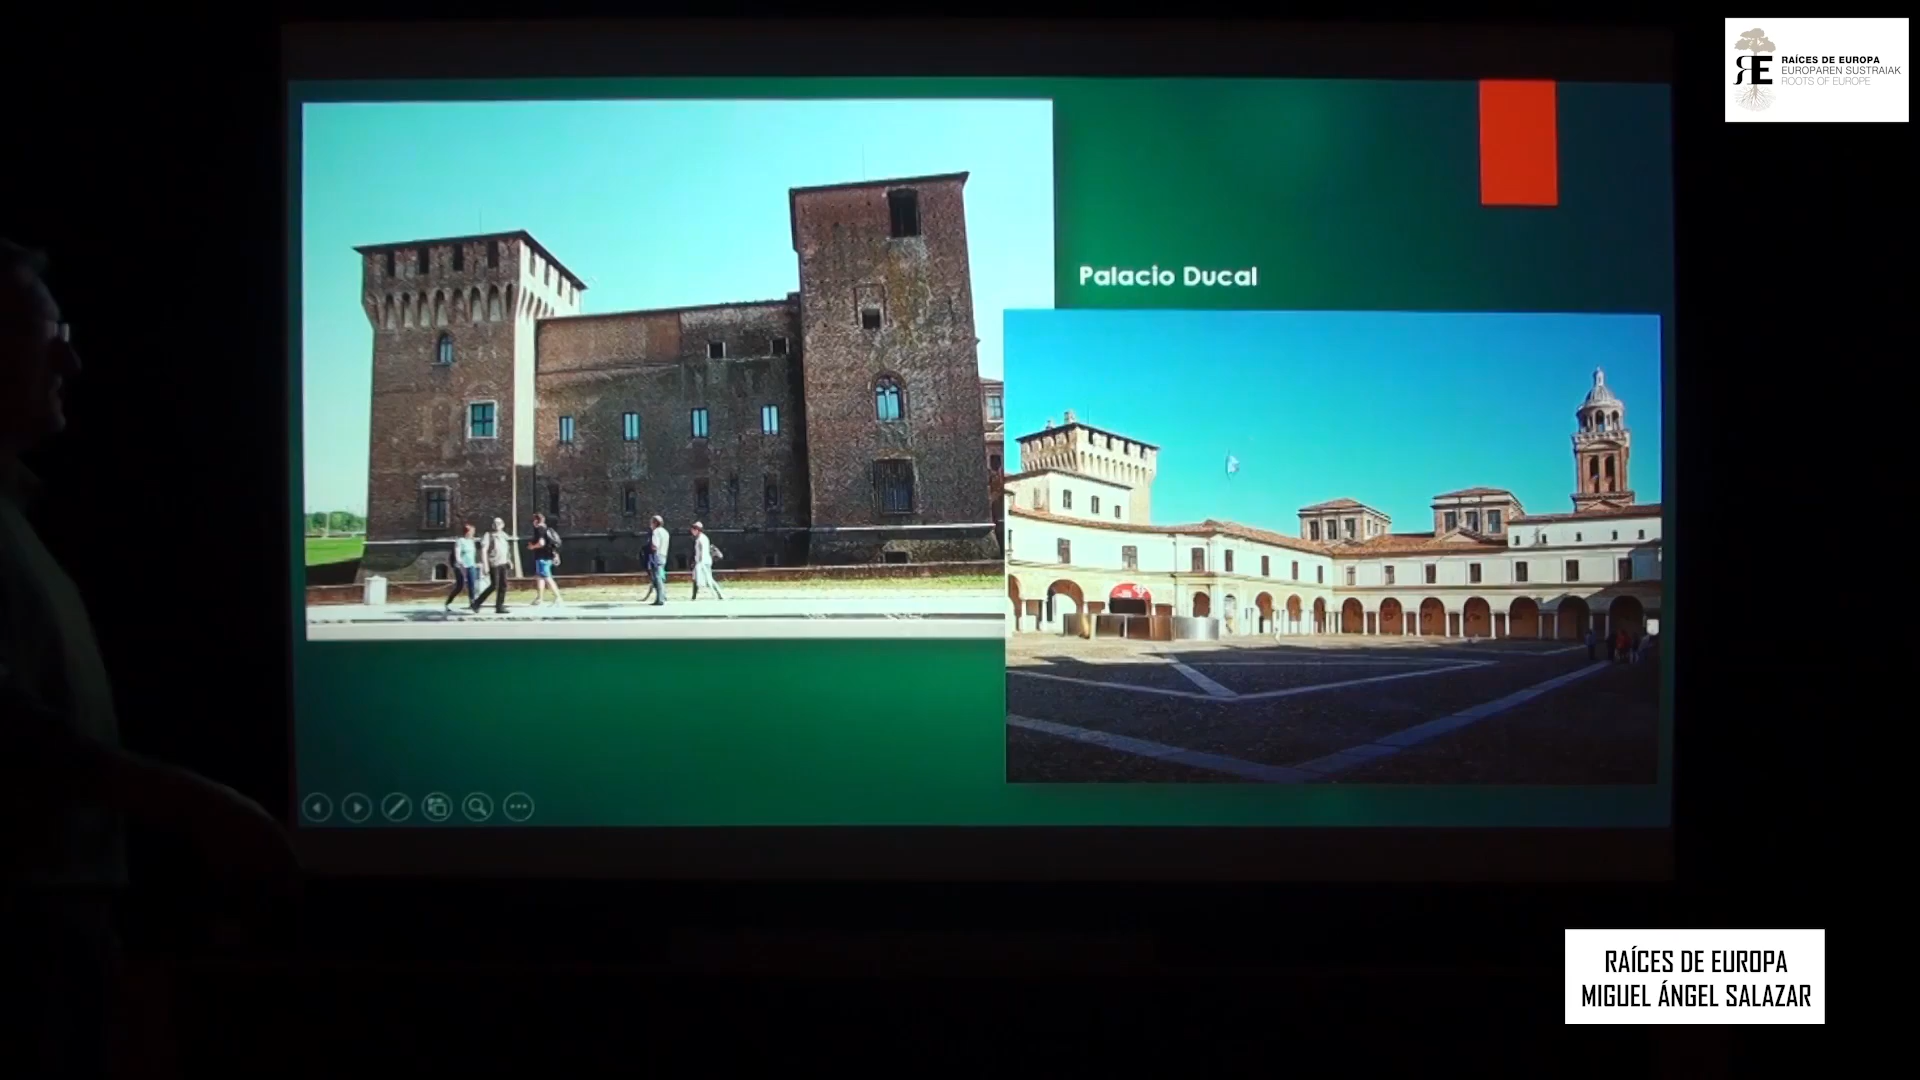 RAÍCES DE EUROPA
EUROPAREN SUSTRAIAK
ROOTS OF EUROPE
Palacio Ducal
RAÍCES DE EUROPA
MIGUEL ÁNGEL SALAZAR